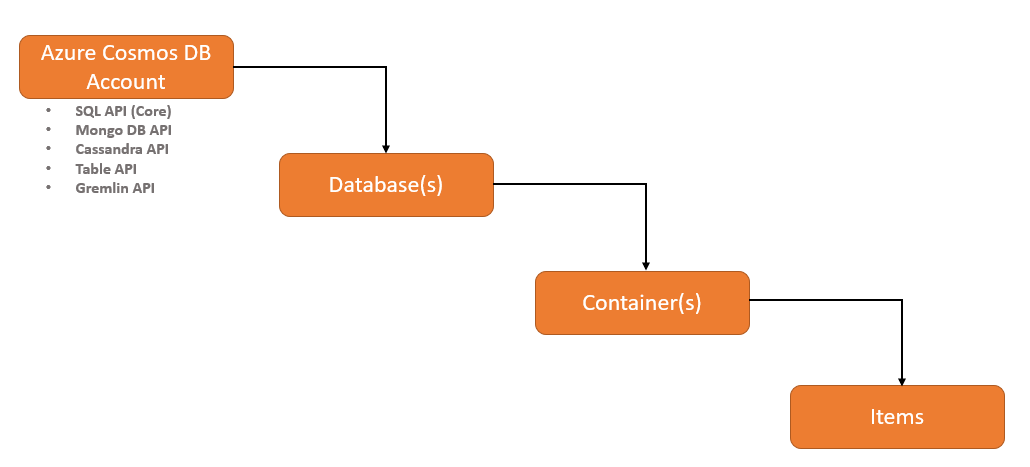 Azure Cosmos DB
Account
• SQL API (Core)
• Mongo DB API
• Cassandra API
• Table API
• Gremlin API
Database(s)
Container(s)
Items